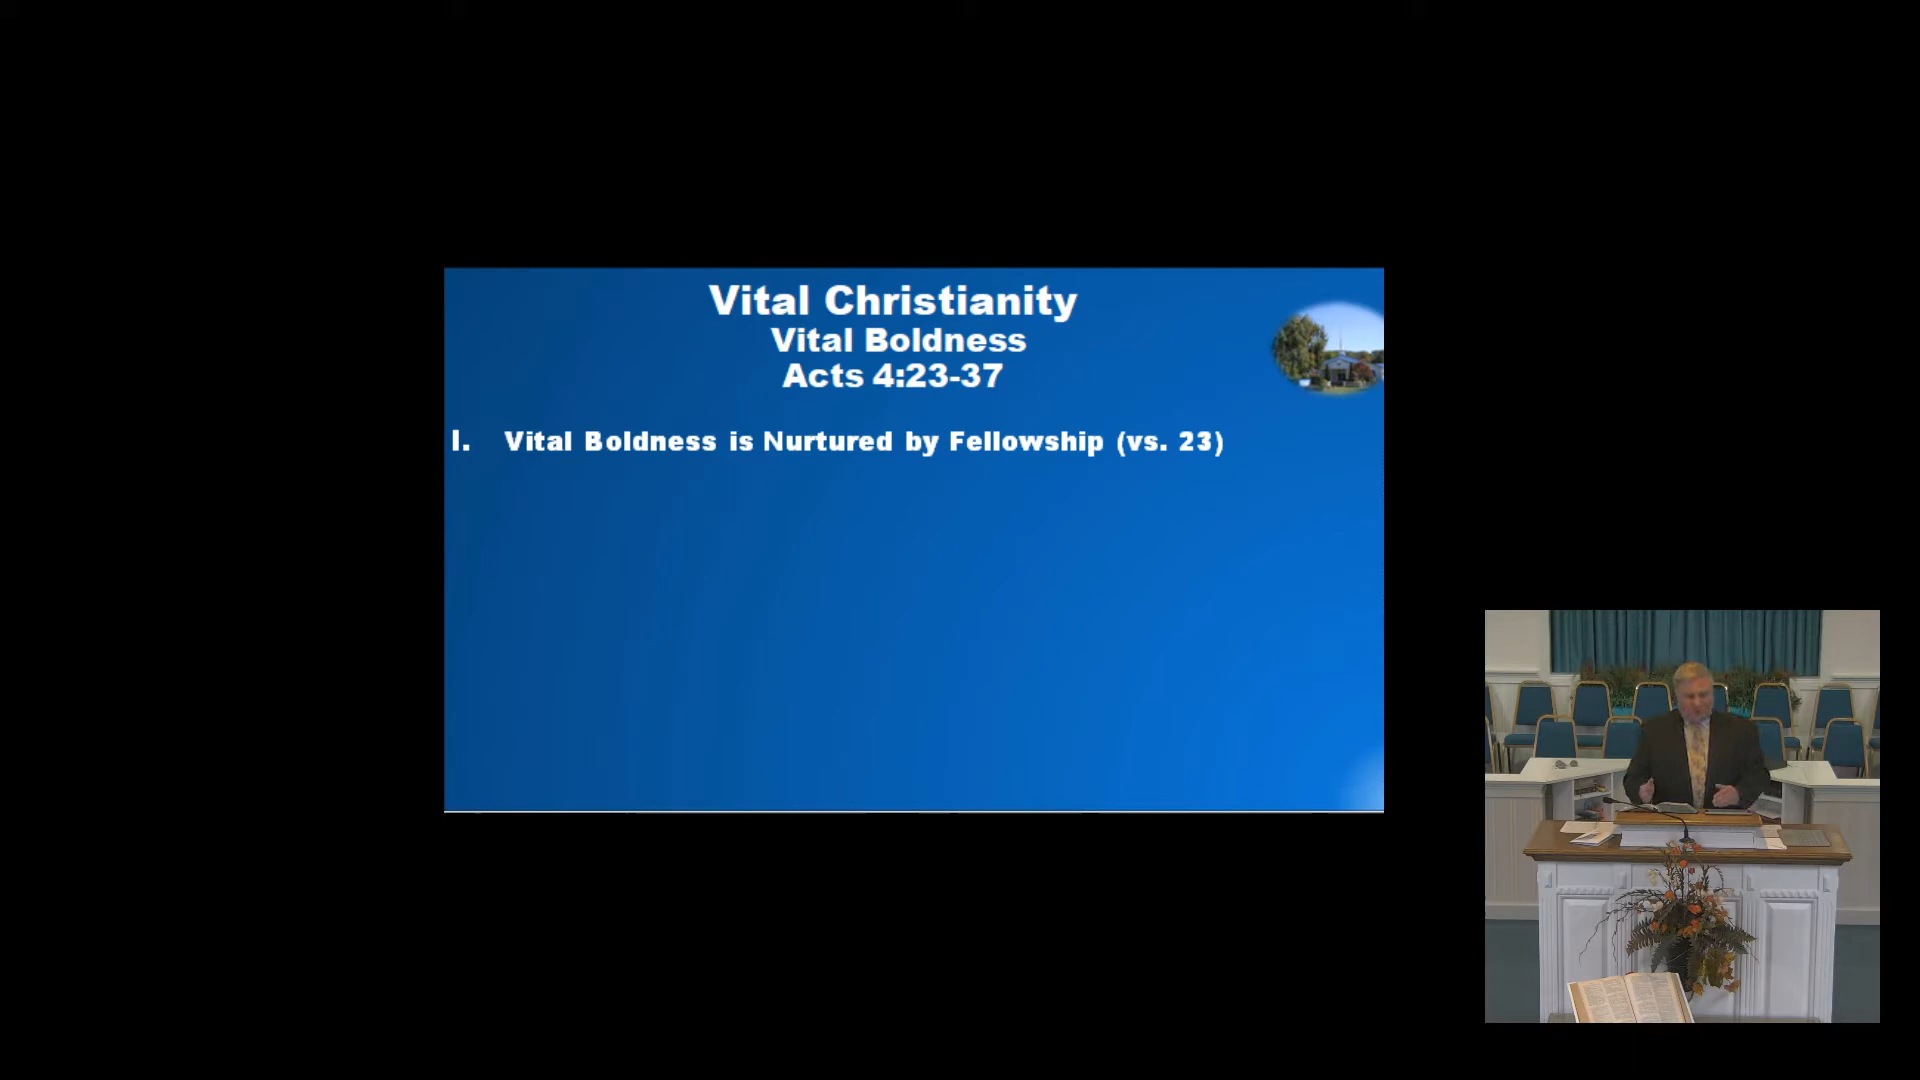 Vital Christianity
Vital Boldness
Acts 4:23-37
I. Vital Boldness is Nurtured by Fellowship (vs. 23)